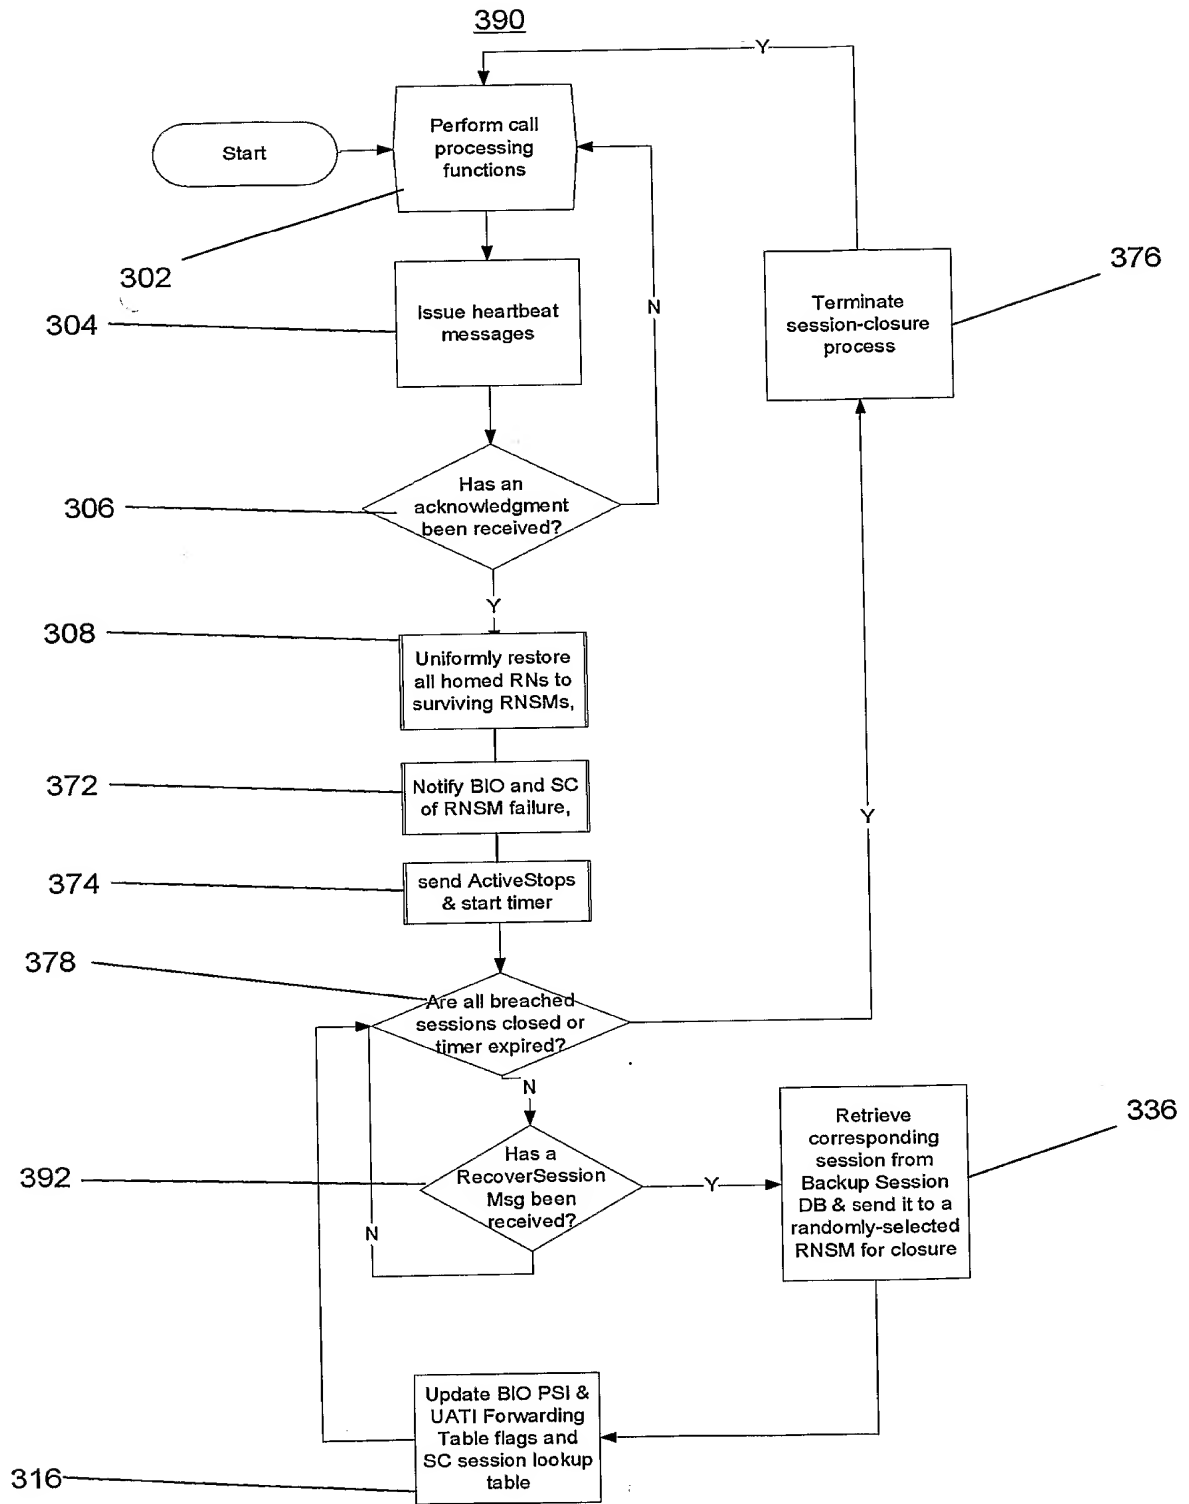 390
Y
Perform call
processing
functions
Start
302
Issue heartbeat
messages
304
N
376
Terminate
session-closure
process
Has an
acknowledgment
been received?
306
Y
308
Uniformly restore
all homed RNs to
surviving RNSMs,
372
Notify BIO and SC
of RNSM failure,
374
send ActiveStops
& start timer
Y
378
Are all breached
sessions closed or
timer expired?
N
392
Has a
RecoverSession
Msg been
received?
Y
N
336
Retrieve
corresponding
session from
Backup Session
DB & send it to a
randomly-selected
RNSM for closure
Update BIO PSI &
UATI Forwarding
Table flags and
SC session lookup
table
316